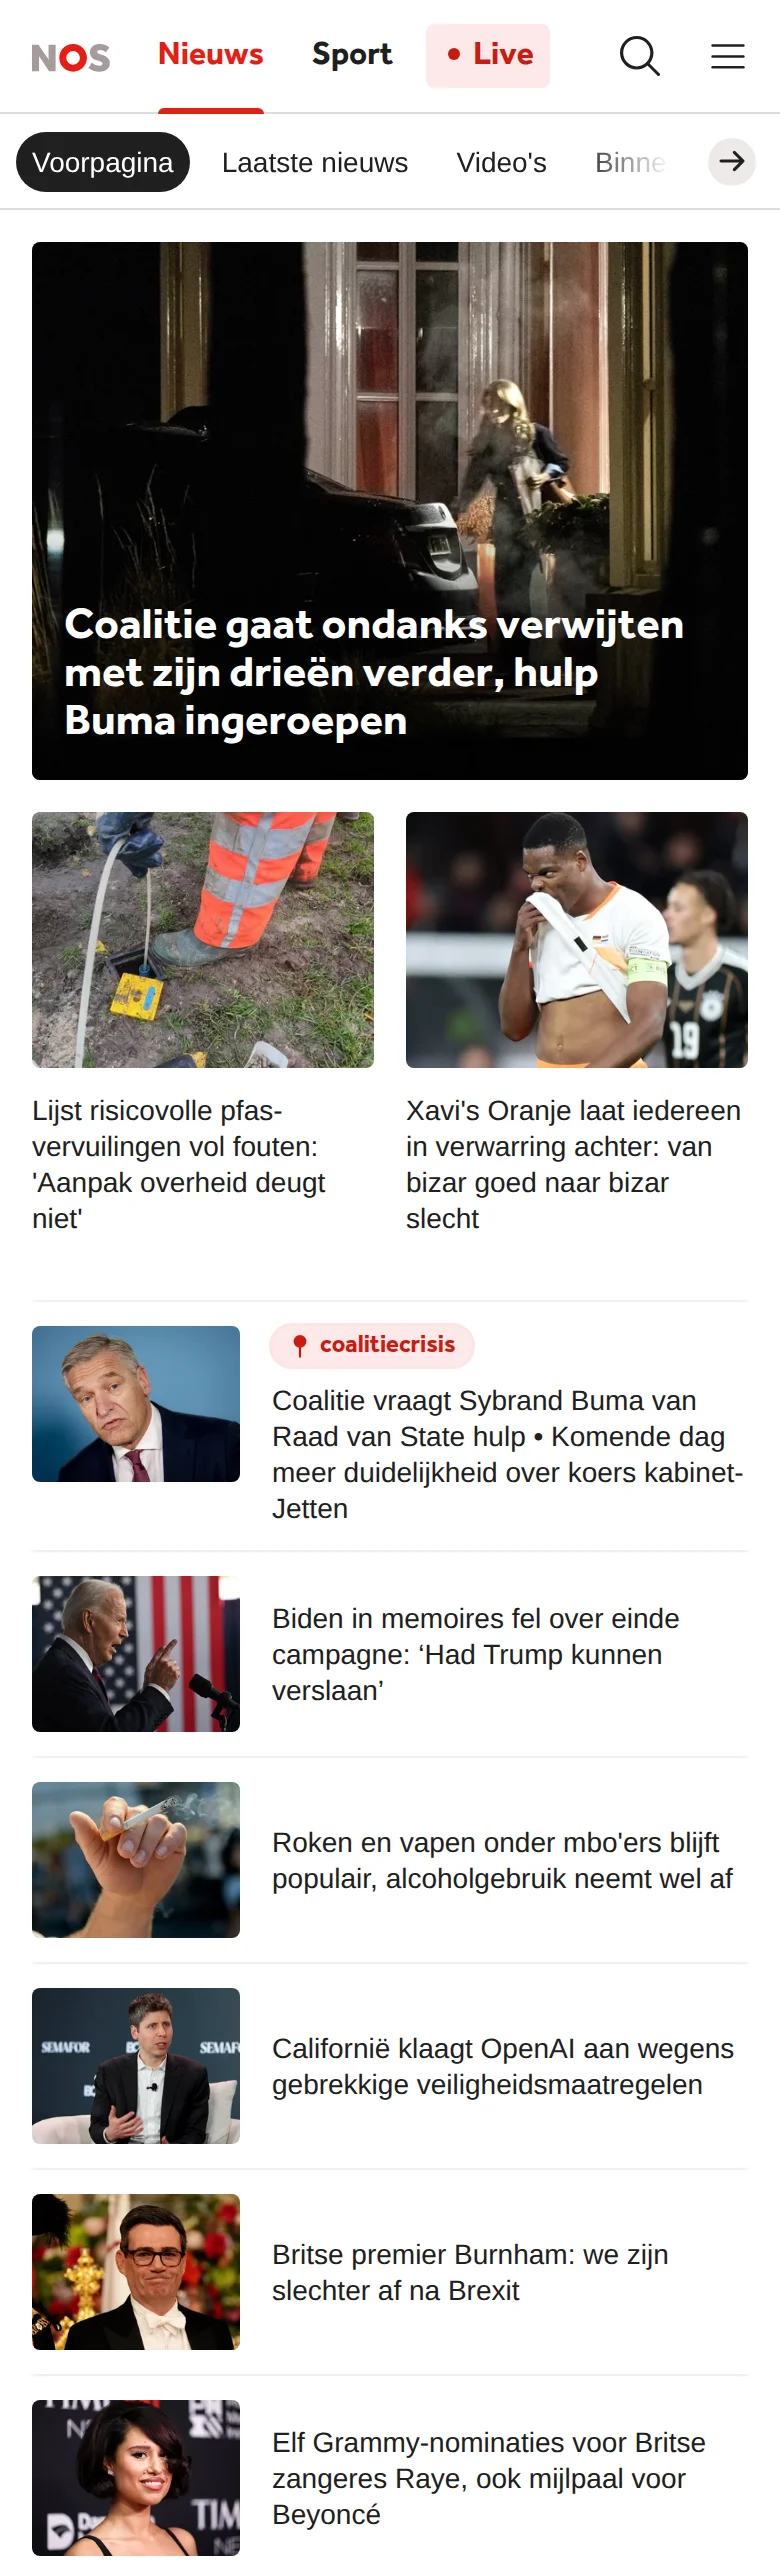 NOS Nieuws Sport Live
Voorpagina Laatste nieuws Video's Binne
Coalitie gaat ondanks verwijten
met zijn drieën verder, hulp
Buma ingeroepen
19
Lijst risicovolle pfas-
vervuilingen vol fouten:
'Aanpak overheid deugt
niet'
Xavi's Oranje laat iedereen
in verwarring achter: van
bizar goed naar bizar
slecht
coalitiecrisis
Coalitie vraagt Sybrand Buma van
Raad van State hulp • Komende dag
meer duidelijkheid over koers kabinet-
Jetten
Biden in memoires fel over einde
campagne: ‘Had Trump kunnen
verslaan’
Roken en vapen onder mbo'ers blijft
populair, alcoholgebruik neemt wel af
SEMAFOR SEMAF
Californië klaagt OpenAI aan wegens
gebrekkige veiligheidsmaatregelen
Britse premier Burnham: we zijn
slechter af na Brexit
Elf Grammy-nominaties voor Britse
zangeres Raye, ook mijlpaal voor
Beyoncé